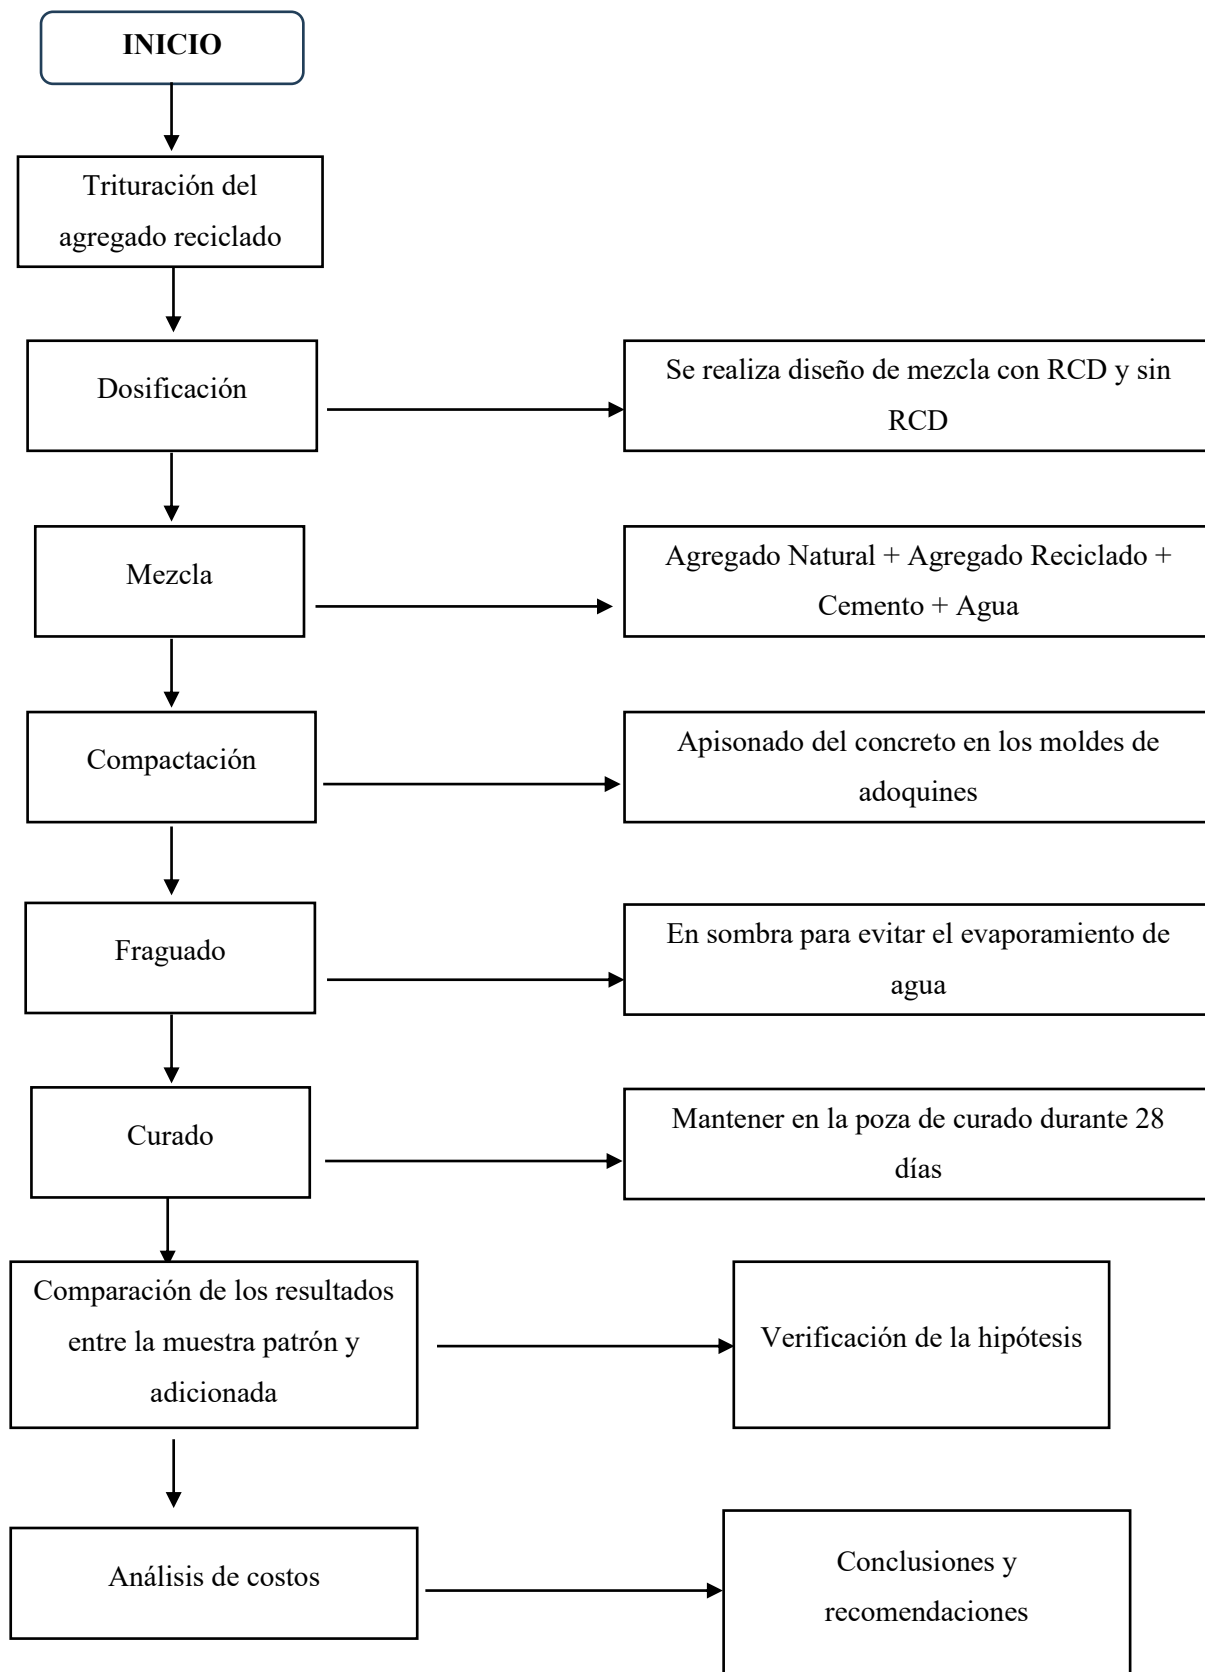 INICIO
Trituración del
agregado reciclado
Dosificación
Se realiza diseño de mezcla con RCD y sin
RCD
Mezcla
Agregado Natural + Agregado Reciclado +
Cemento + Agua
Compactación
Apisonado del concreto en los moldes de
adoquines
Fraguado
En sombra para evitar el evaporamiento de
agua
Curado
Mantener en la poza de curado durante 28
días
Comparación de los resultados
entre la muestra patrón y
adicionada
Verificación de la hipótesis
Análisis de costos
Conclusiones y
recomendaciones